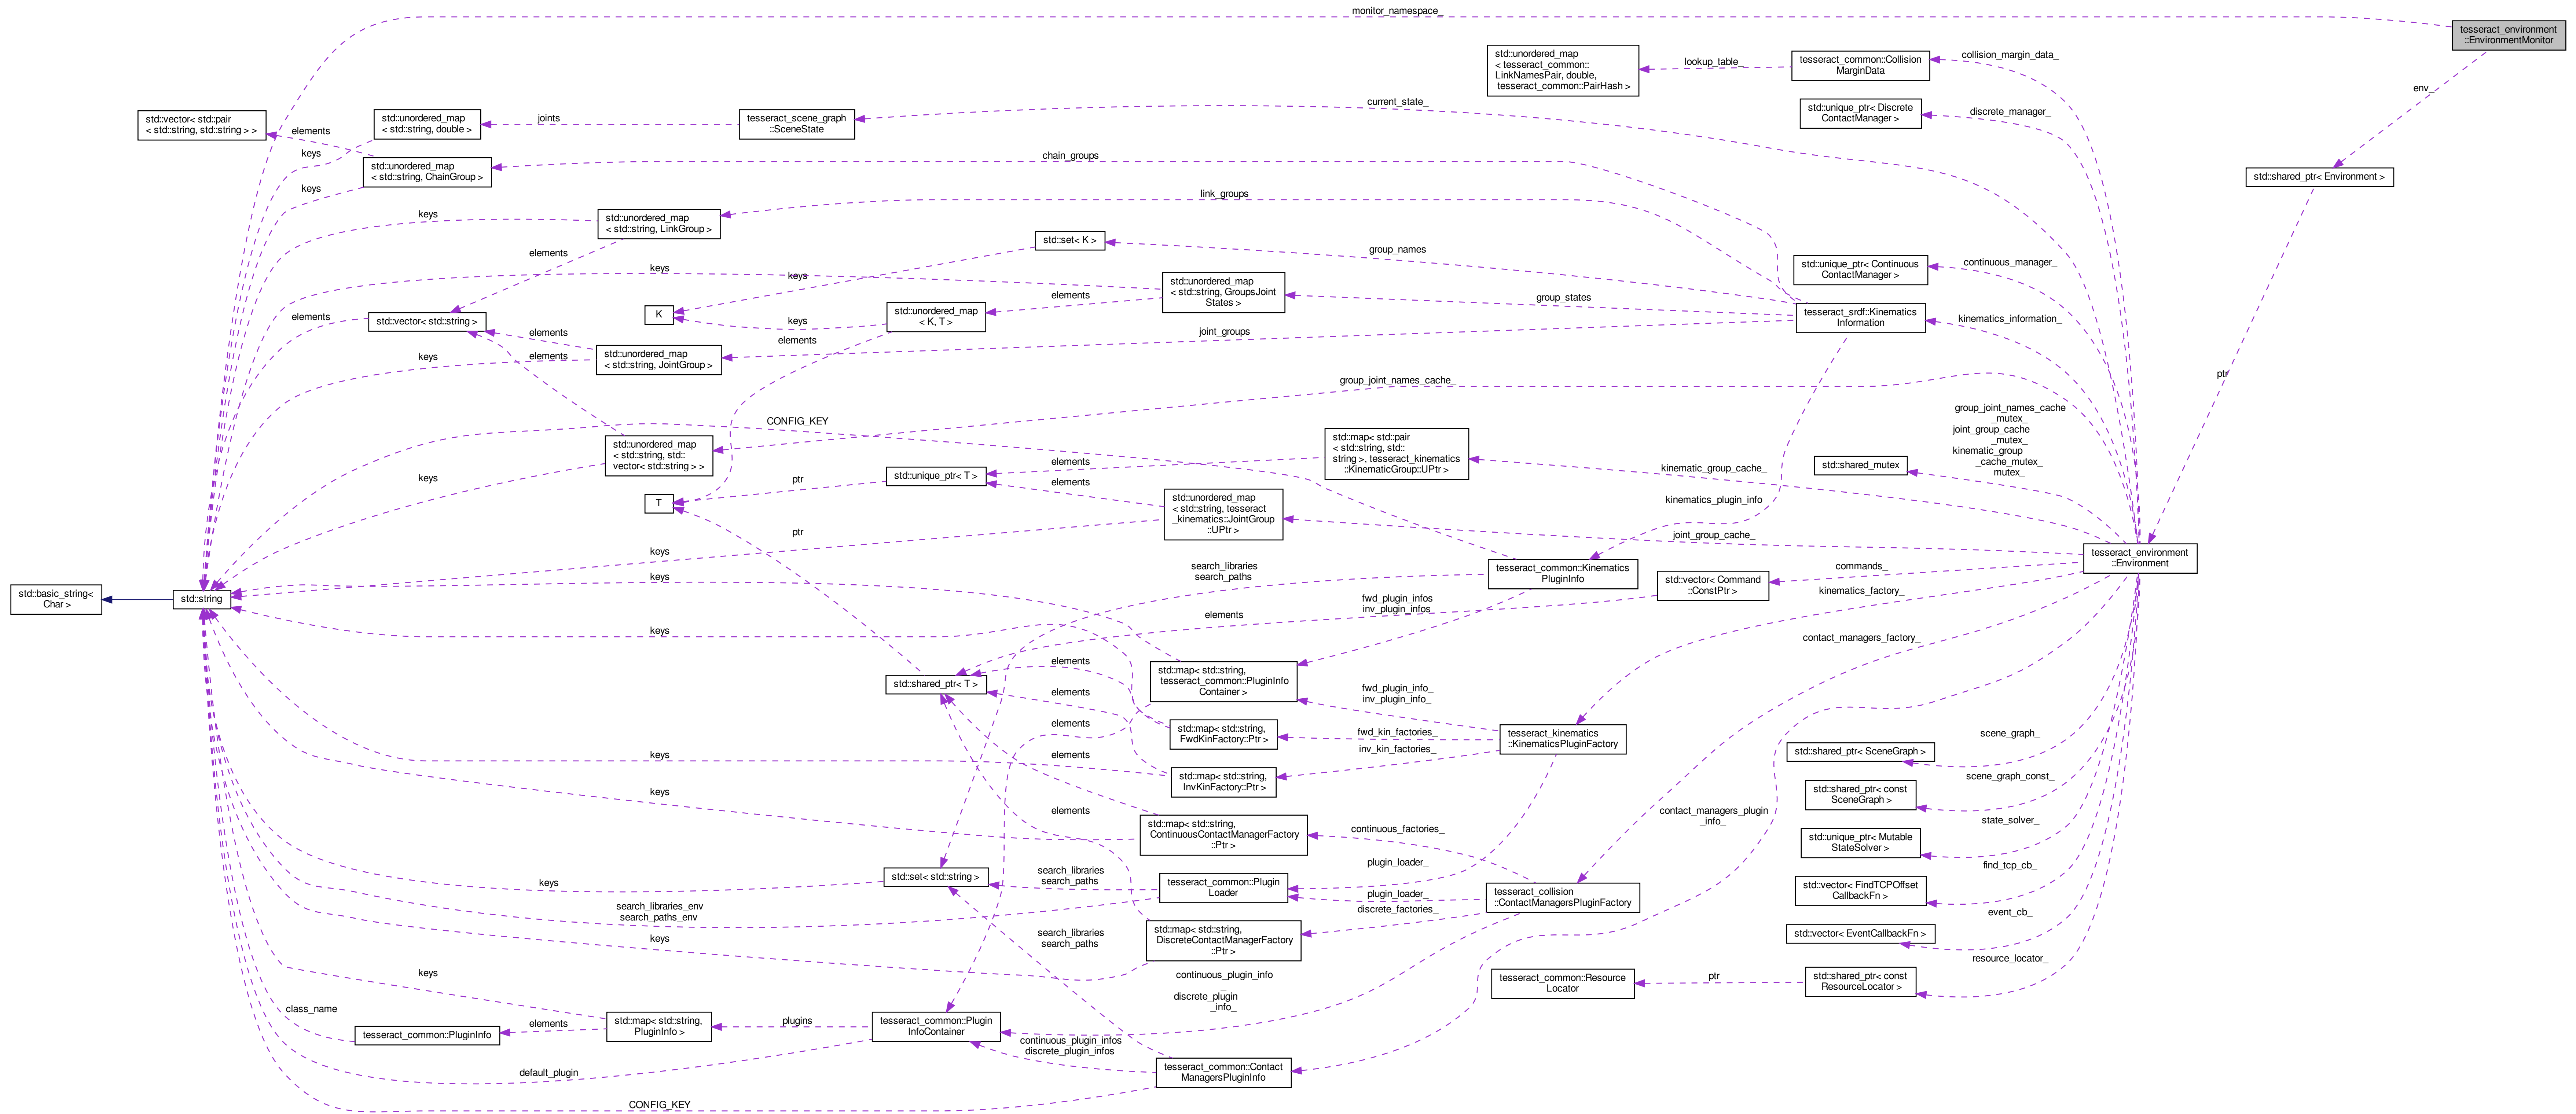 monitor_namespace_
tesseract_environment
::EnvironmentMonitor
std::unordered_map
< tesseract_common::
LinkNamesPair, double,
tesseract_common::PairHash >
lookup_table_
tesseract_common::Collision
MarginData
collision_margin_data_
env_
std::vector< std::pair
< std::string, std::string > >
elements
std::unordered_map
< std::string, double >
joints
tesseract_scene_graph
::SceneState
current_state_
std::unique_ptr< Discrete
ContactManager >
discrete_manager_
keys
std::unordered_map
< std::string, ChainGroup >
chain_groups
keys
std::shared_ptr< Environment >
link_groups
keys
std::unordered_map
< std::string, LinkGroup >
elements
std::set< K >
group_names
keys
keys
std::unordered_map
< std::string, GroupsJoint
States >
elements
group_states
std::unique_ptr< Continuous
ContactManager >
continuous_manager_
K
keys
std::unordered_map
< K, T >
elements
std::vector< std::string >
elements
elements
joint_groups
tesseract_srdf::Kinematics
Information
kinematics_information_
keys
elements
std::unordered_map
< std::string, JointGroup >
group_joint_names_cache_
ptr
CONFIG_KEY
std::unordered_map
< std::string, std::
vector< std::string > >
keys
std::map< std::pair
< std::string, std::
string >, tesseract_kinematics
::KinematicGroup::UPtr >
elements
kinematic_group_cache_
group_joint_names_cache
_mutex_
joint_group_cache
_mutex_
kinematic_group
_cache_mutex_
mutex_
std::shared_mutex
std::unique_ptr< T >
ptr
elements
T
ptr
std::unordered_map
< std::string, tesseract
_kinematics::JointGroup
::UPtr >
keys
kinematics_plugin_info
joint_group_cache_
tesseract_environment
::Environment
search_libraries
search_paths
tesseract_common::Kinematics
PluginInfo
commands_
std::vector< Command
::ConstPtr >
kinematics_factory_
std::basic_string<
Char >
std::string
keys
fwd_plugin_infos
inv_plugin_infos_
elements
keys
contact_managers_factory_
elements
std::map< std::string,
tesseract_common::PluginInfo
Container >
std::shared_ptr< T >
elements
fwd_plugin_info_
inv_plugin_info_
elements
std::map< std::string,
FwdKinFactory::Ptr >
fwd_kin_factories_
tesseract_kinematics
::KinematicsPluginFactory
inv_kin_factories_
scene_graph_
std::shared_ptr< SceneGraph >
keys
elements
std::map< std::string,
InvKinFactory::Ptr >
scene_graph_const_
std::shared_ptr< const
SceneGraph >
keys
elements
std::map< std::string,
ContinuousContactManagerFactory
::Ptr >
continuous_factories_
contact_managers_plugin
_info_
state_solver_
std::unique_ptr< Mutable
StateSolver >
plugin_loader_
find_tcp_cb_
std::set< std::string >
keys
search_libraries
search_paths
tesseract_common::Plugin
Loader
plugin_loader_
tesseract_collision
::ContactManagersPluginFactory
std::vector< FindTCPOffset
CallbackFn >
search_libraries_env
search_paths_env
discrete_factories_
event_cb_
keys
search_libraries
search_paths
std::map< std::string,
DiscreteContactManagerFactory
::Ptr >
std::vector< EventCallbackFn >
resource_locator_
keys
continuous_plugin_info
_
discrete_plugin
_info_
tesseract_common::Resource
Locator
ptr
std::shared_ptr< const
ResourceLocator >
class_name
tesseract_common::PluginInfo
elements
std::map< std::string,
PluginInfo >
plugins
tesseract_common::Plugin
InfoContainer
continuous_plugin_infos
discrete_plugin_infos
default_plugin
tesseract_common::Contact
ManagersPluginInfo
CONFIG_KEY